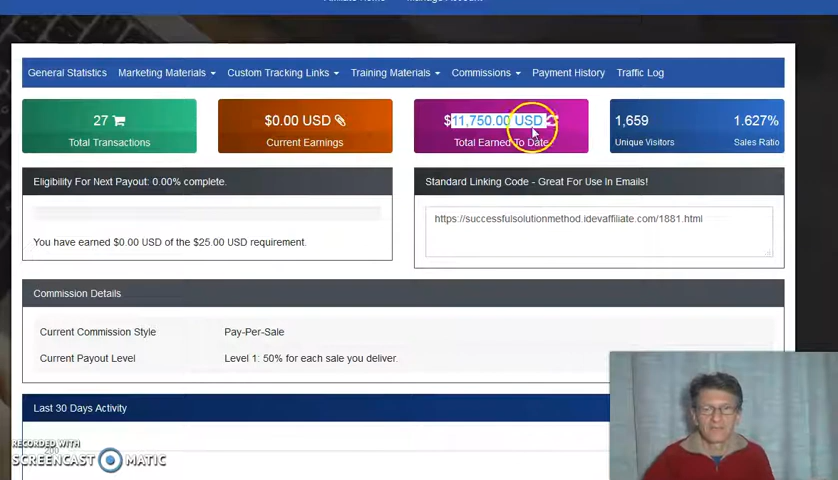 General Statistics Marketing Materials Custom Tracking Links Training Materials Commissions Payment History Traffic Log
27 $0.00 USD $11,750.00 USD 1,659 1.627%
Total Transactions Current Earnings Total Earned To Date Unique Visitors Sales Ratio
Eligibility For Next Payout: 0.00% complete. Standard Linking Code - Great For Use In Emails!
https://successfulsolutionmethod.idevaffiliate.com/1881.html
You have earned $0.00 USD of the $25.00 USD requirement.
Commission Details
Current Commission Style Pay-Per-Sale
Current Payout Level Level 1: 50% for each sale you deliver.
Last 30 Days Activity
RECORDED WITH
200
SCREENCAST MATIC